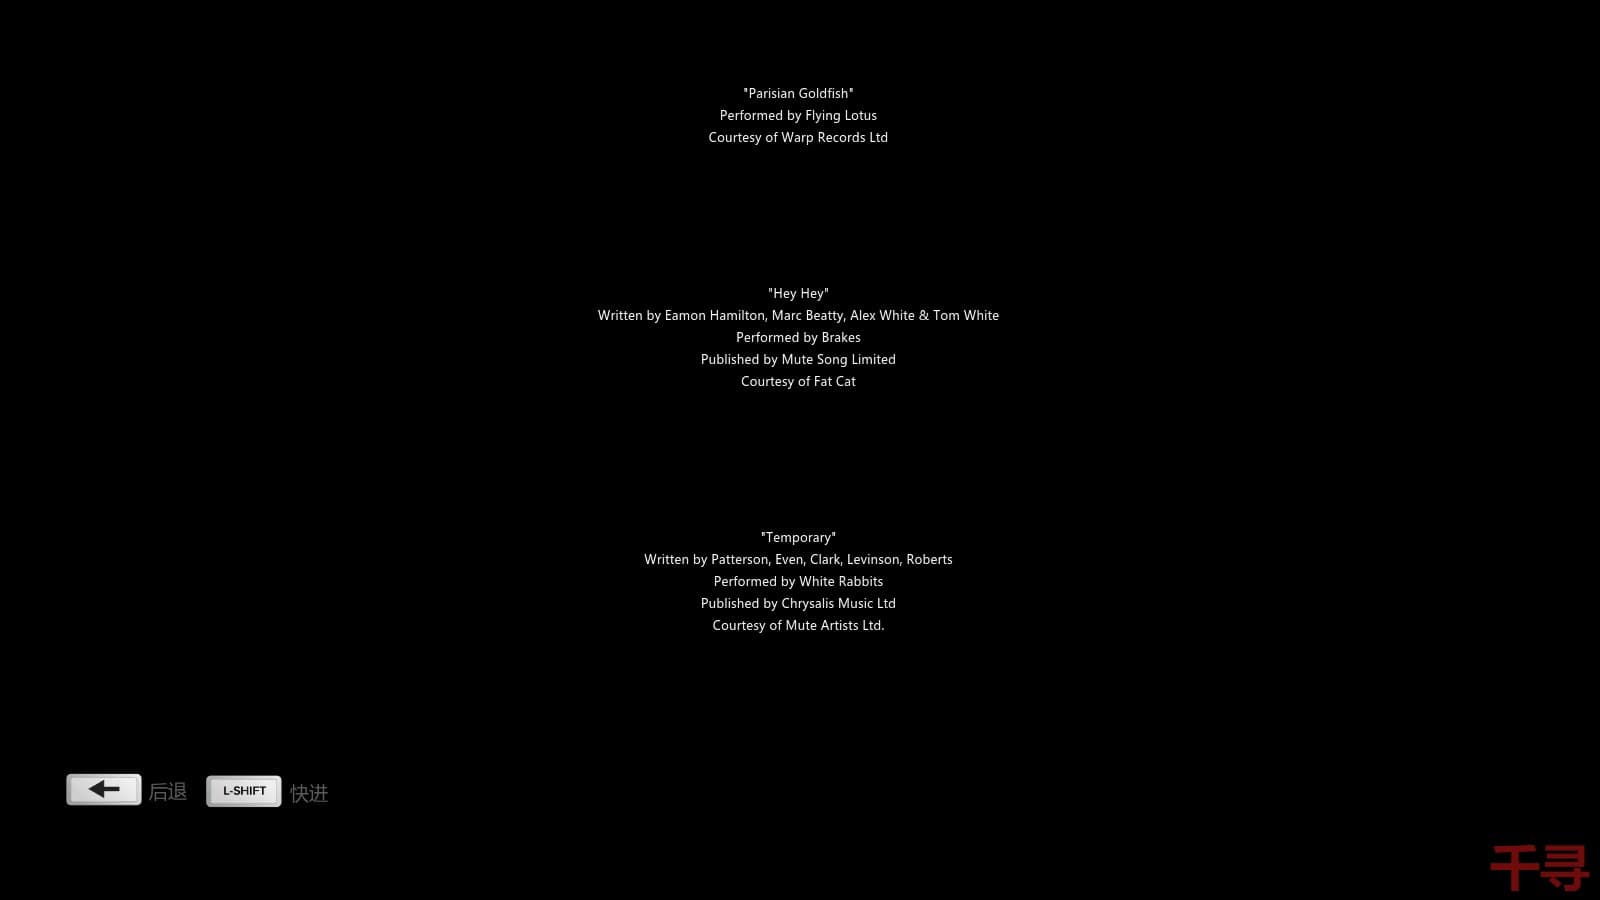 "Parisian Goldfish"
Performed by Flying Lotus
Courtesy of Warp Records Ltd
"Hey Hey"
Written by Eamon Hamilton, Marc Beatty, Alex White & Tom White
Performed by Brakes
Published by Mute Song Limited
Courtesy of Fat Cat
"Temporary"
Written by Patterson, Even, Clark, Levinson, Roberts
Performed by White Rabbits
Published by Chrysalis Music Ltd
Courtesy of Mute Artists Ltd.
后退 L-SHIFT 快进
千寻